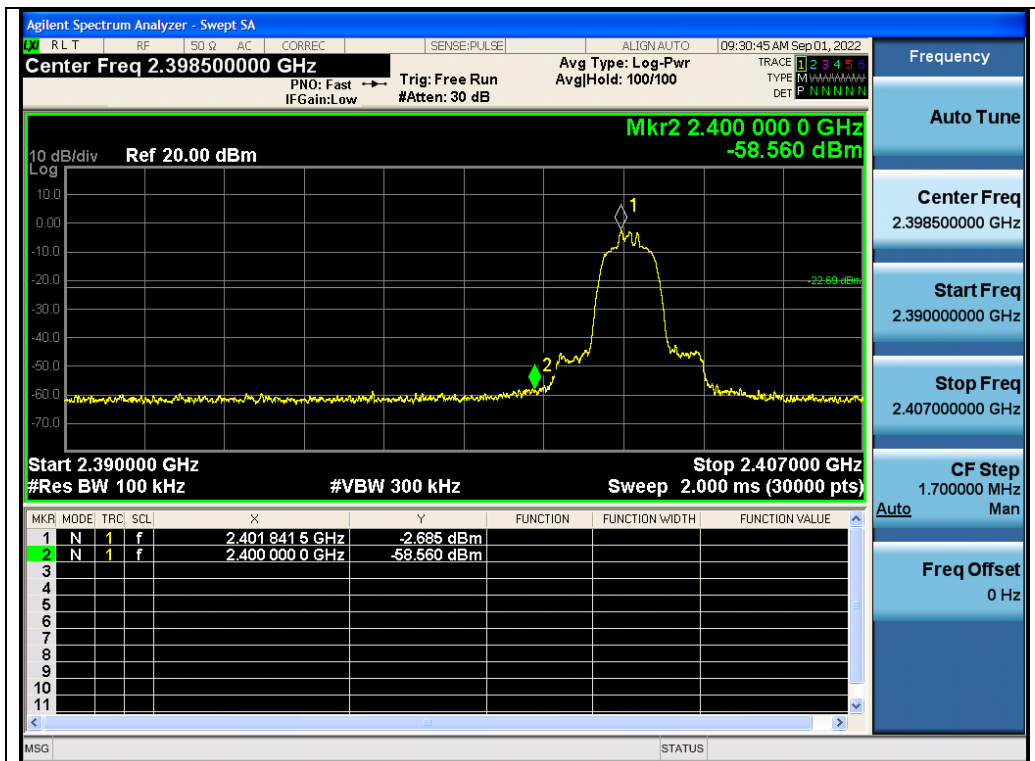 Agilent Spectrum Analyzer - Swept SA
LXI R L T RF 50 Ω AC CORREC SENSE:PULSE ALIGN AUTO 09:30:45 AM Sep 01, 2022
Center Freq 2.398500000 GHz
PNO: Fast
IFGain:Low
Trig: Free Run
#Atten: 30 dB
Avg Type: Log-Pwr
Avg|Hold: 100/100
TRACE 1 2 3 4 5 6
TYPE M WWWWW
DET P N N N N N
Mkr2 2.400 000 0 GHz
-58.560 dBm
10 dB/div Ref 20.00 dBm
Log
10.0
0.00
-10.0
-20.0
-30.0
-40.0
-50.0
-60.0
-70.0
1
-22.69 dBm
2
Start 2.390000 GHz Stop 2.407000 GHz
#Res BW 100 kHz #VBW 300 kHz Sweep 2.000 ms (30000 pts)
MKR MODE TRC SCL X Y FUNCTION FUNCTION WIDTH FUNCTION VALUE
1 N 1 f 2.401 841 5 GHz -2.685 dBm
2 N 1 f 2.400 000 0 GHz -58.560 dBm
3
4
5
6
7
8
9
10
11
MSG STATUS
Frequency
Auto Tune
Center Freq
2.398500000 GHz
Start Freq
2.390000000 GHz
Stop Freq
2.407000000 GHz
CF Step
1.700000 MHz
Auto Man
Freq Offset
0 Hz